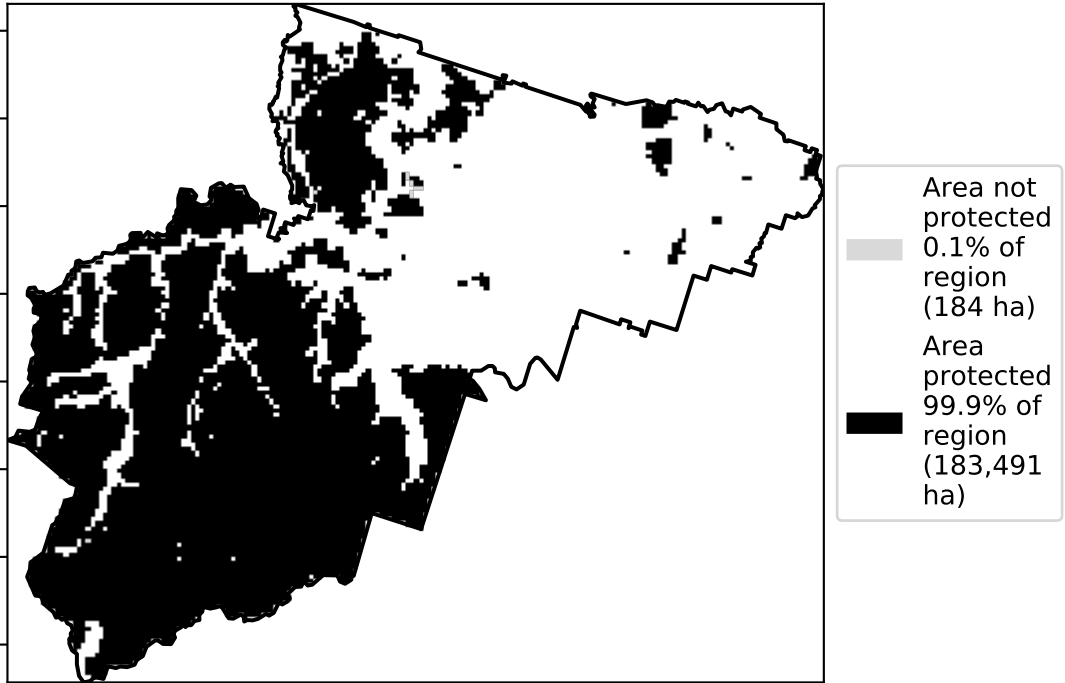 Area not
protected
0.1% of
region
(184 ha)
Area
protected
99.9% of
region
(183,491
ha)